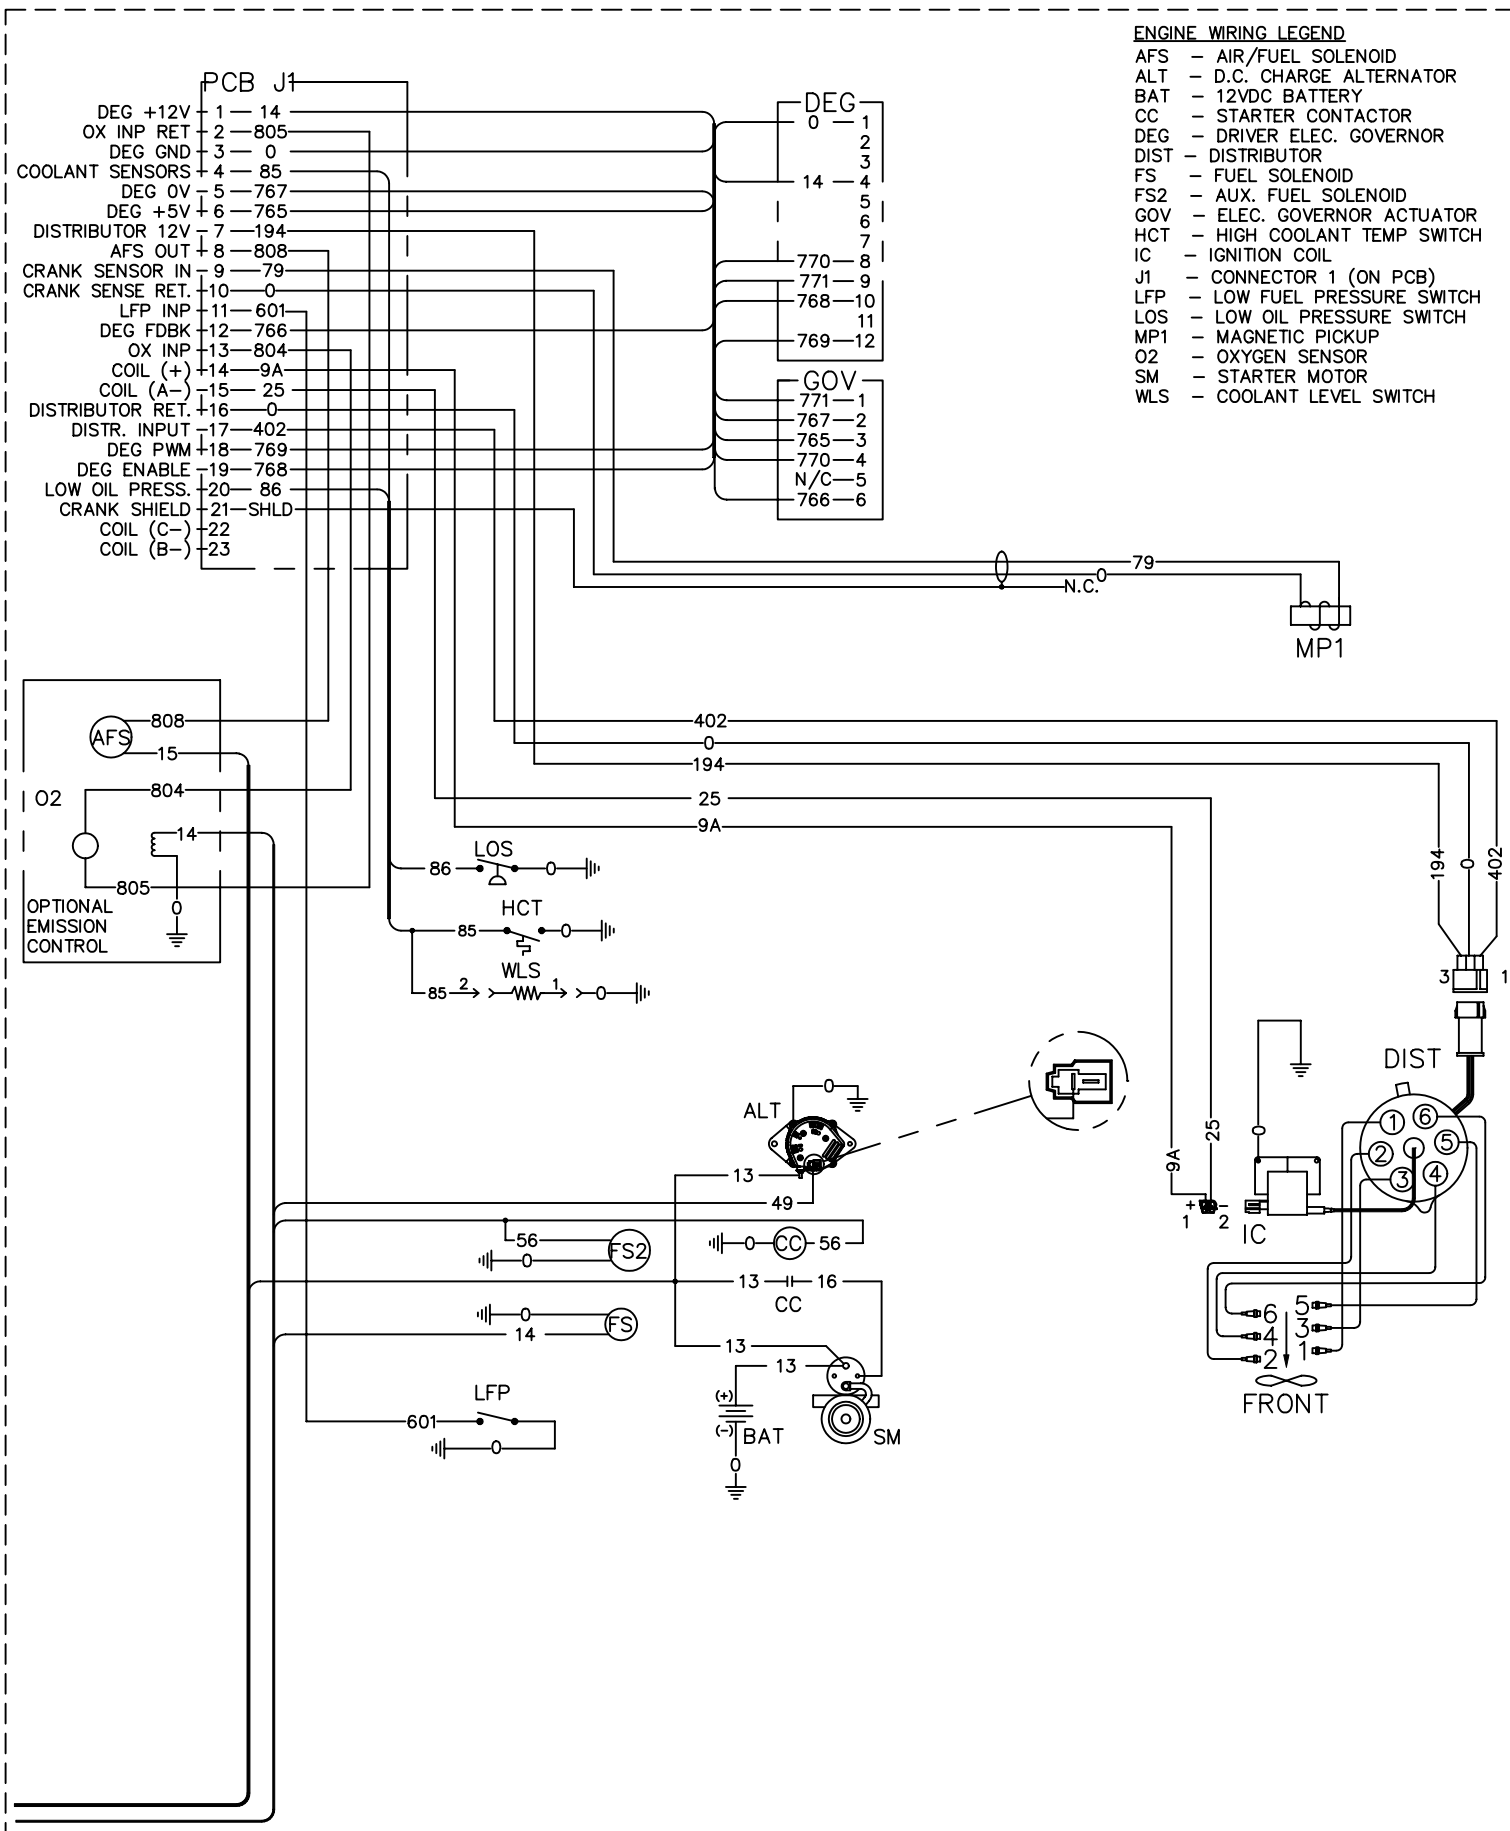 ENGINE WIRING LEGEND
AFS – AIR/FUEL SOLENOID
ALT – D.C. CHARGE ALTERNATOR
BAT – 12VDC BATTERY
CC – STARTER CONTACTOR
DEG – DRIVER ELEC. GOVERNOR
DIST – DISTRIBUTOR
FS – FUEL SOLENOID
FS2 – AUX. FUEL SOLENOID
GOV – ELEC. GOVERNOR ACTUATOR
HCT – HIGH COOLANT TEMP SWITCH
IC – IGNITION COIL
J1 – CONNECTOR 1 (ON PCB)
LFP – LOW FUEL PRESSURE SWITCH
LOS – LOW OIL PRESSURE SWITCH
MP1 – MAGNETIC PICKUP
O2 – OXYGEN SENSOR
SM – STARTER MOTOR
WLS – COOLANT LEVEL SWITCH
PCB J1
DEG +12V 1 14
OX INP RET 2 805
DEG GND 3 0
COOLANT SENSORS 4 85
DEG 0V 5 767
DEG +5V 6 765
DISTRIBUTOR 12V 7 194
AFS OUT 8 808
CRANK SENSOR IN 9 79
CRANK SENSE RET. 10 0
LFP INP 11 601
DEG FDBK 12 766
OX INP 13 804
COIL (+) 14 9A
COIL (A–) 15 25
DISTRIBUTOR RET. 16 0
DISTR. INPUT 17 402
DEG PWM 18 769
DEG ENABLE 19 768
LOW OIL PRESS. 20 86
CRANK SHIELD 21 SHLD
COIL (C–) 22
COIL (B–) 23
DEG
0 1
2
3
14 4
5
6
7
770 8
771 9
768 10
11
769 12
GOV
771 1
767 2
765 3
770 4
N/C 5
766 6
79
0
N.C.
MP1
AFS
808
15
O2
804
14
805
0
OPTIONAL
EMISSION
CONTROL
402
0
194
25
9A
LOS
86 0
HCT
85 0
WLS
85 2 1 0
194
0
402
3 1
DIST
1
6
2
5
3
4
ALT
0
13
49
9A
25
0
+ –
1 2
IC
56
0
FS2
0 CC 56
13 16
CC
0
14
FS
13
13
(+)
(–)
BAT
0
SM
LFP
601
0
6 5
4 3
2 1
FRONT